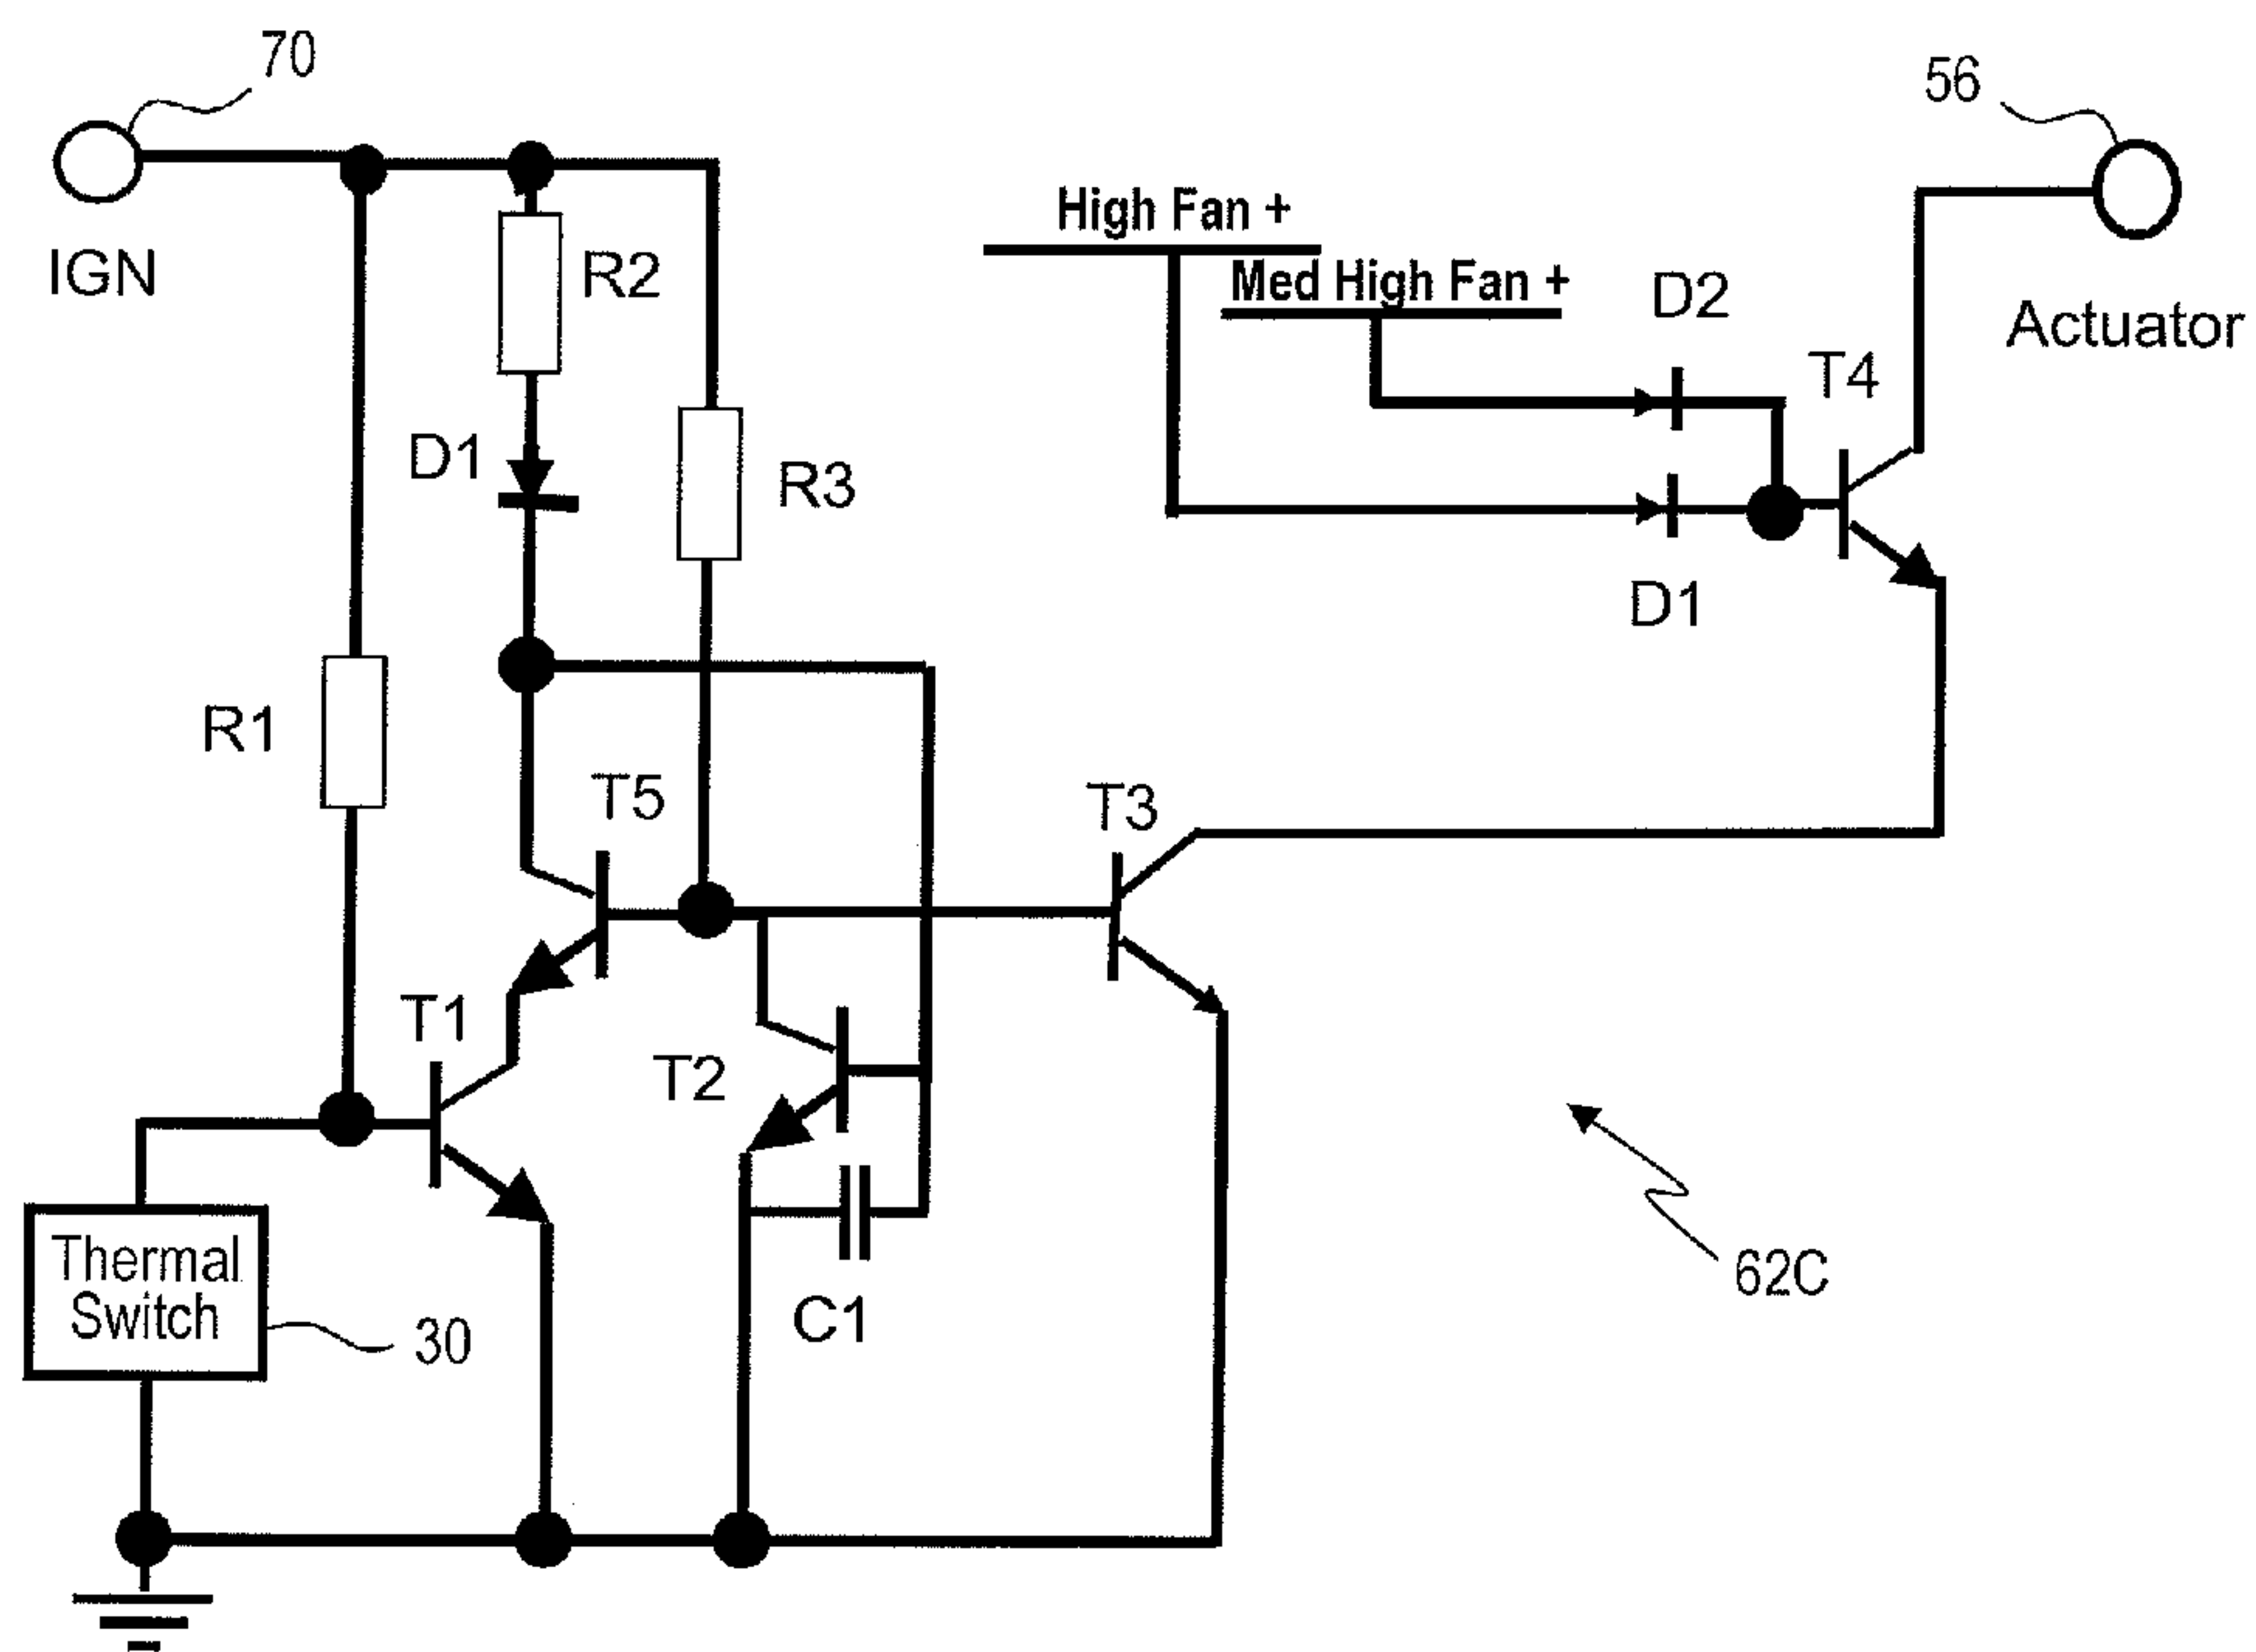 70
56
High Fan +
IGN
R2
Med High Fan +
D2
Actuator
T4
D1
R3
D1
R1
T5
T3
T1
T2
Thermal
Switch
62C
C1
30